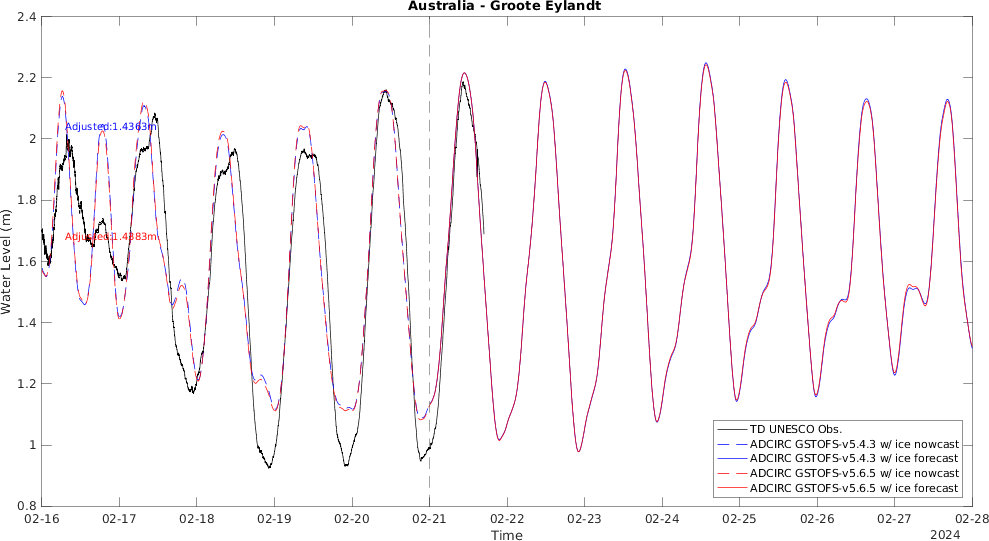 Australia - Groote Eylandt
2.4
2.2
2
1.8
1.6
1.4
1.2
1
0.8
Water Level (m)
Adjusted:1.4363m
Adjusted:1.4383m
TD UNESCO Obs.
ADCIRC GSTOFS-v5.4.3 w/ ice nowcast
ADCIRC GSTOFS-v5.4.3 w/ ice forecast
ADCIRC GSTOFS-v5.6.5 w/ ice nowcast
ADCIRC GSTOFS-v5.6.5 w/ ice forecast
02-16 02-17 02-18 02-19 02-20 02-21 02-22 02-23 02-24 02-25 02-26 02-27 02-28
Time
2024